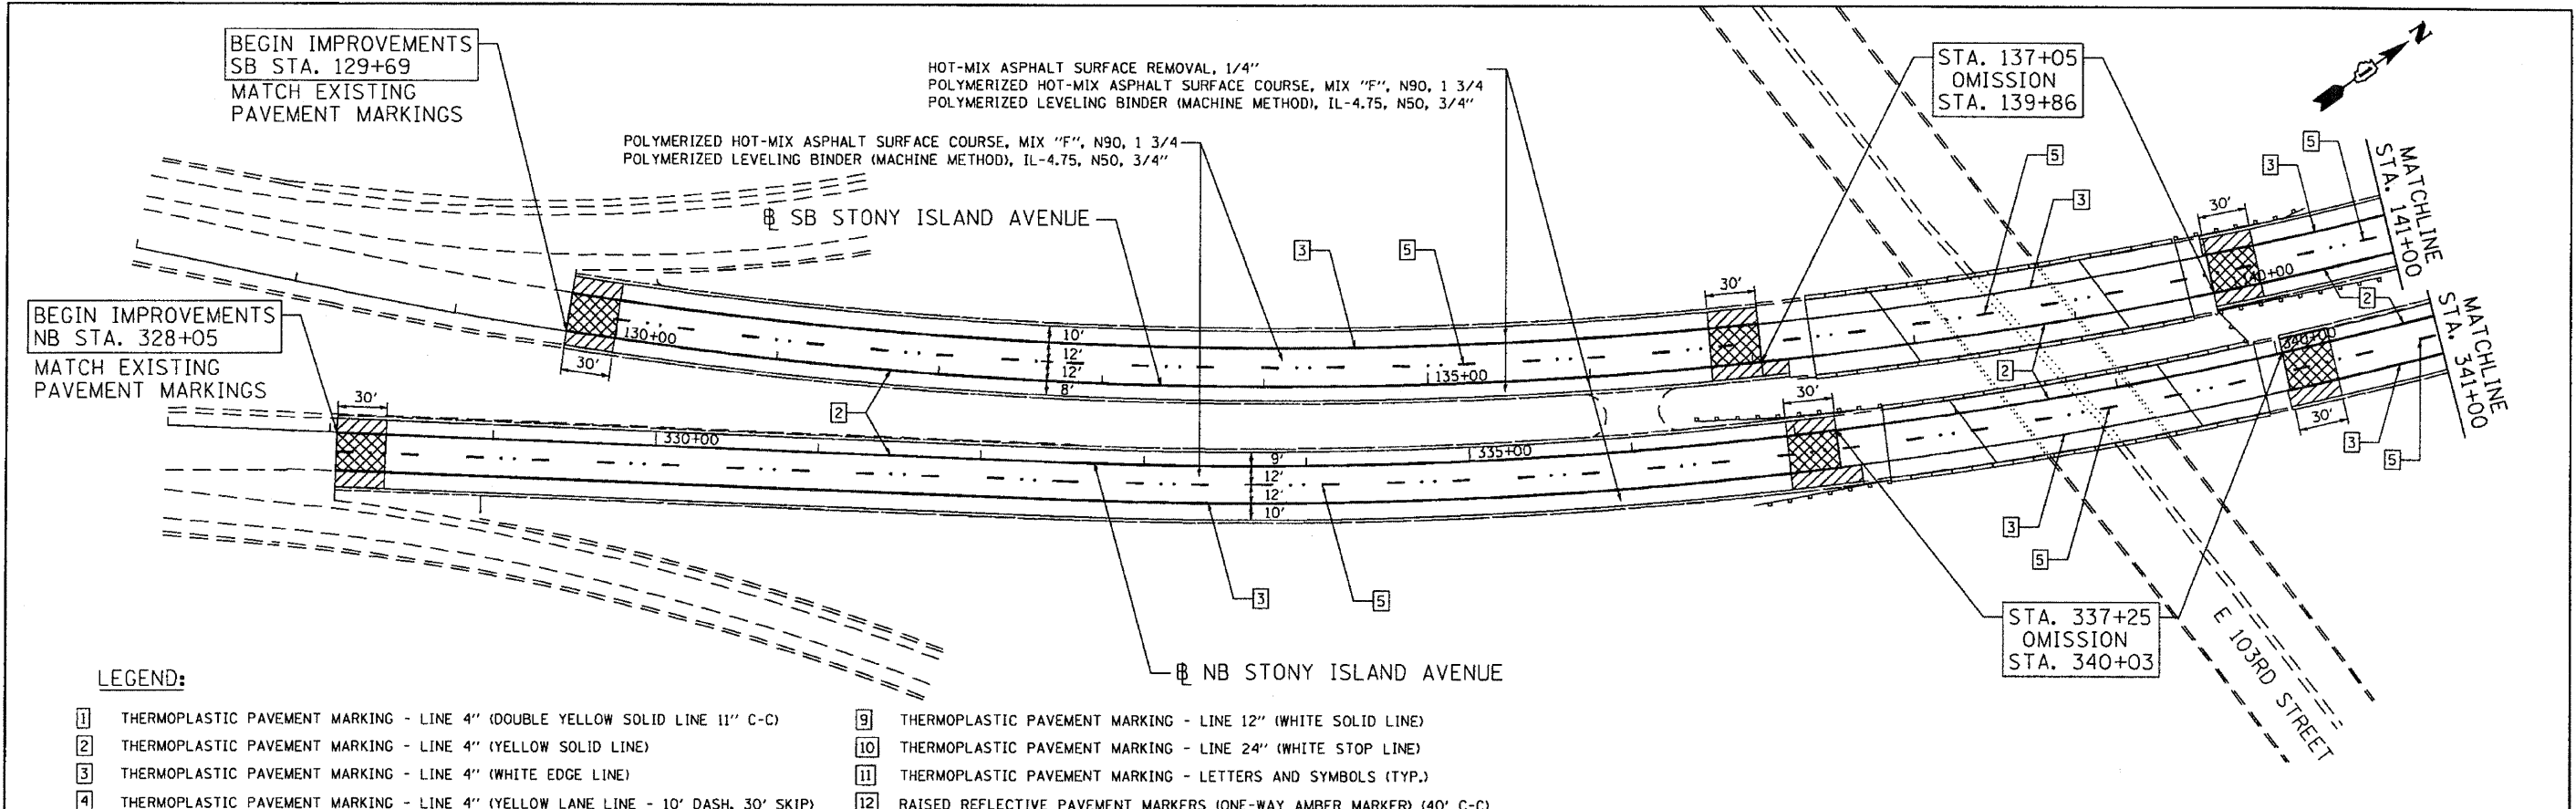 BEGIN IMPROVEMENTS
SB STA. 129+69
MATCH EXISTING
PAVEMENT MARKINGS
HOT-MIX ASPHALT SURFACE REMOVAL, 1/4"
POLYMERIZED HOT-MIX ASPHALT SURFACE COURSE, MIX "F", N90, 1 3/4
POLYMERIZED LEVELING BINDER (MACHINE METHOD), IL-4.75, N50, 3/4"
POLYMERIZED HOT-MIX ASPHALT SURFACE COURSE, MIX "F", N90, 1 3/4
POLYMERIZED LEVELING BINDER (MACHINE METHOD), IL-4.75, N50, 3/4"
STA. 137+05
OMISSION
STA. 139+86
N
℄ SB STONY ISLAND AVENUE
3
5
5
3
3
5
30'
MATCHLINE
STA. 141+00
BEGIN IMPROVEMENTS
NB STA. 328+05
MATCH EXISTING
PAVEMENT MARKINGS
130+00
30'
10'
12'
12'
8'
135+00
30'
140+00
2
MATCHLINE
STA. 341+00
30'
330+00
2
9'
12'
12'
10'
335+00
30'
2
340+00
30'
3
5
3
5
3
5
STA. 337+25
OMISSION
STA. 340+03
E 103RD STREET
℄ NB STONY ISLAND AVENUE
LEGEND:
1 THERMOPLASTIC PAVEMENT MARKING - LINE 4" (DOUBLE YELLOW SOLID LINE 11" C-C)
2 THERMOPLASTIC PAVEMENT MARKING - LINE 4" (YELLOW SOLID LINE)
3 THERMOPLASTIC PAVEMENT MARKING - LINE 4" (WHITE EDGE LINE)
4 THERMOPLASTIC PAVEMENT MARKING - LINE 4" (YELLOW LANE LINE - 10' DASH, 30' SKIP)
9 THERMOPLASTIC PAVEMENT MARKING - LINE 12" (WHITE SOLID LINE)
10 THERMOPLASTIC PAVEMENT MARKING - LINE 24" (WHITE STOP LINE)
11 THERMOPLASTIC PAVEMENT MARKING - LETTERS AND SYMBOLS (TYP.)
12 RAISED REFLECTIVE PAVEMENT MARKERS (ONE-WAY AMBER MARKER) (40' C-C)